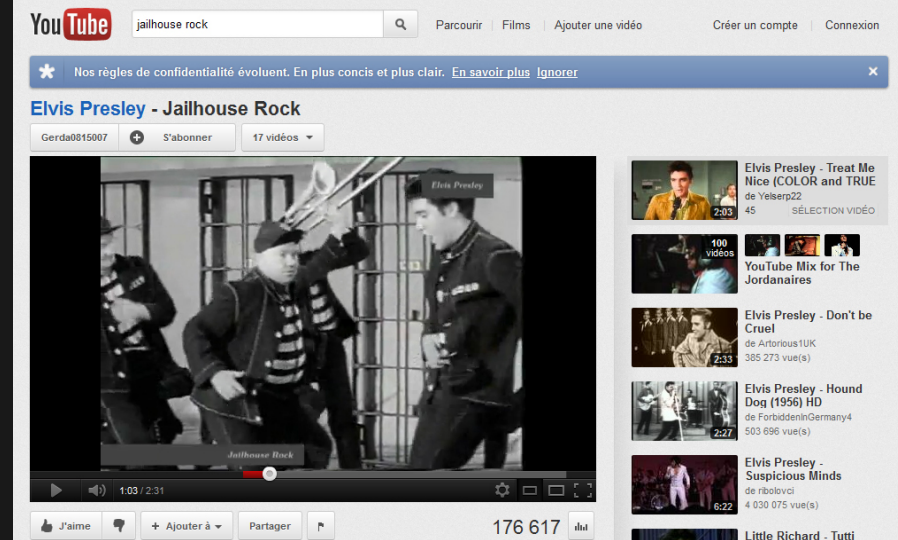 YouTube
jailhouse rock
Parcourir
Films
Ajouter une vidéo
Créer un compte
Connexion
Nos règles de confidentialité évoluent. En plus concis et plus clair. En savoir plus Ignorer
Elvis Presley - Jailhouse Rock
Gerda0815007
S'abonner
17 vidéos
Elvis Presley
Jailhouse Rock
1:03 / 2:31
J'aime
+ Ajouter à
Partager
176 617
2:03
Elvis Presley - Treat Me
Nice (COLOR and TRUE
de Yelserp22
45
SÉLECTION VIDÉO
100
vidéos
YouTube Mix for The
Jordanaires
2:33
Elvis Presley - Don't be
Cruel
de Artorious1UK
385 273 vue(s)
2:27
Elvis Presley - Hound
Dog (1956) HD
de ForbiddenInGermany4
503 696 vue(s)
6:22
Elvis Presley -
Suspicious Minds
de ribolovci
4 030 075 vue(s)
Little Richard - Tutti